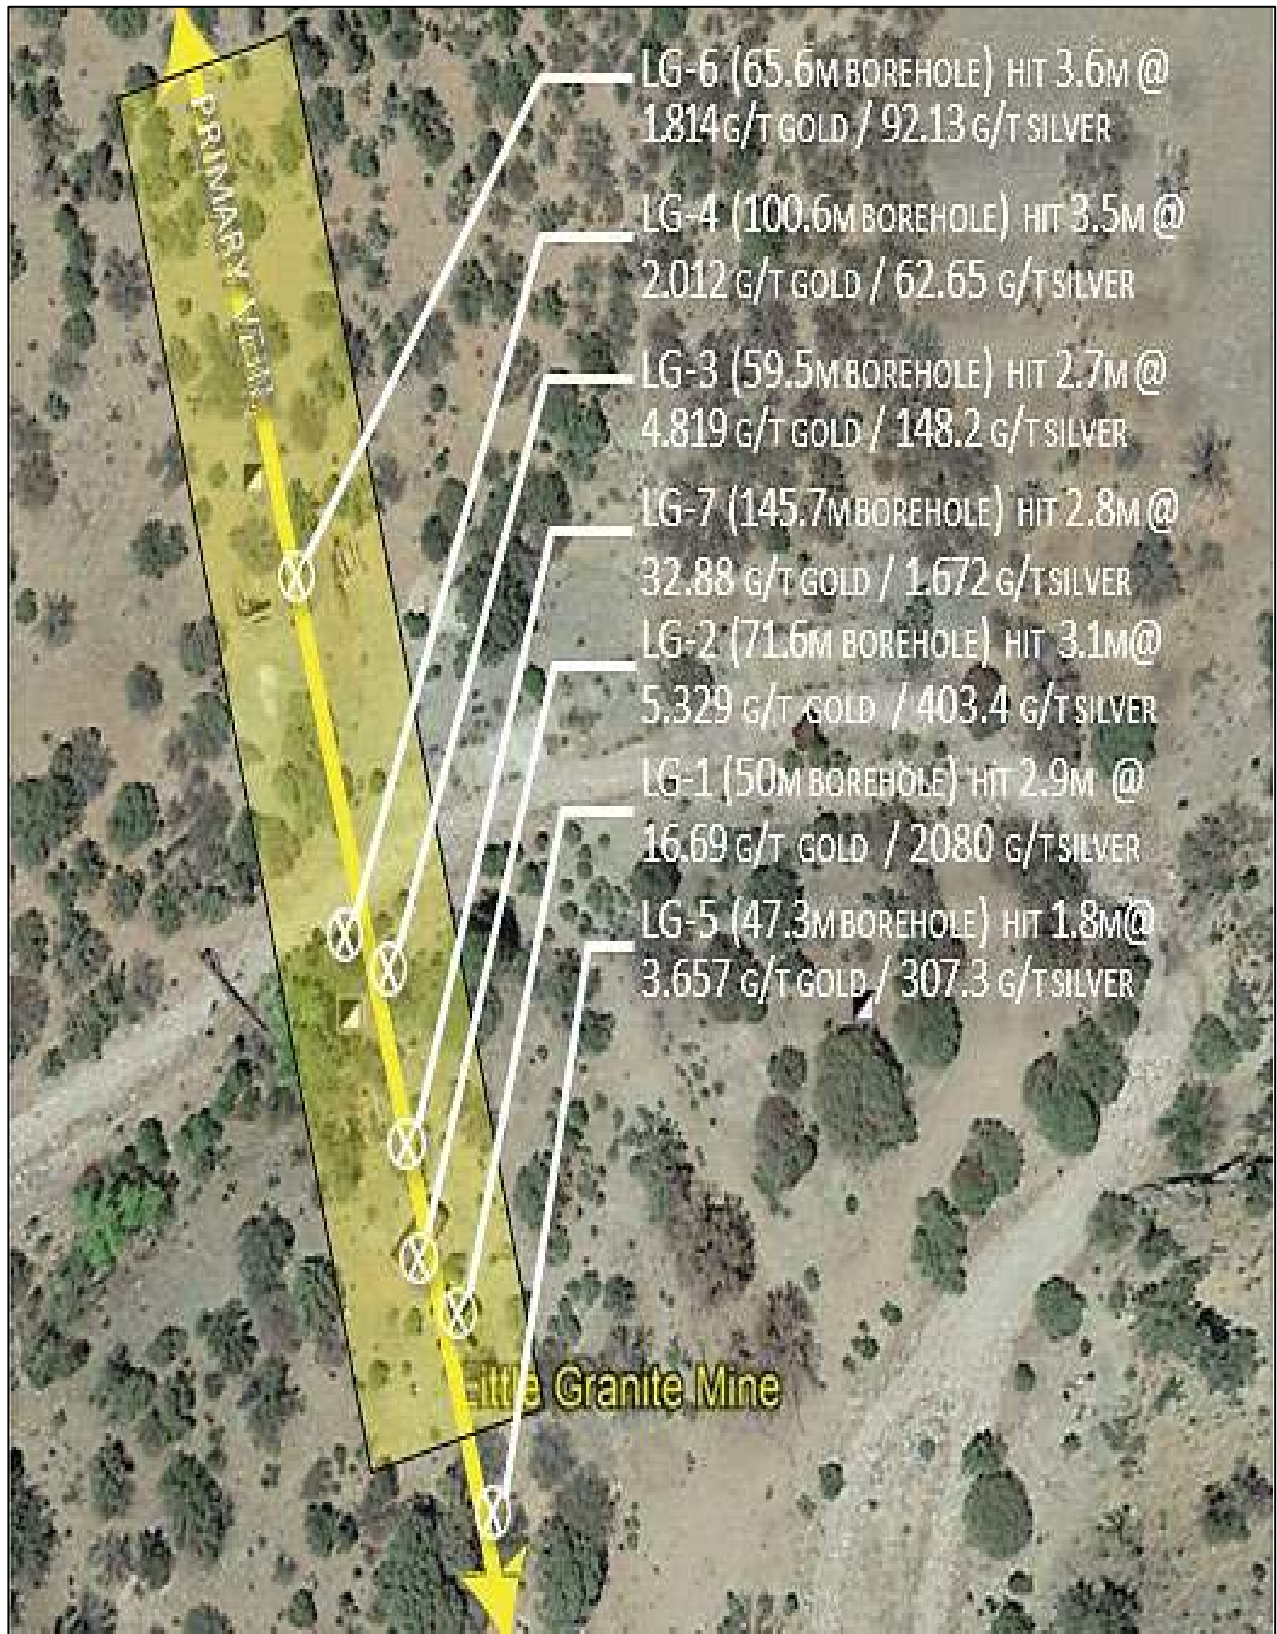 LG-6 (65.6M BOREHOLE) HIT 3.6M @
1.814 G/T GOLD / 92.13 G/T SILVER
LG-4 (100.6M BOREHOLE) HIT 3.5M @
2.012 G/T GOLD / 62.65 G/T SILVER
LG-3 (59.5M BOREHOLE) HIT 2.7M @
4.819 G/T GOLD / 148.2 G/T SILVER
LG-7 (145.7M BOREHOLE) HIT 2.8M @
32.88 G/T GOLD / 1.672 G/T SILVER
LG-2 (71.6M BOREHOLE) HIT 3.1M@
5.329 G/T GOLD / 403.4 G/T SILVER
LG-1 (50M BOREHOLE) HIT 2.9M @
16.69 G/T GOLD / 2080 G/T SILVER
LG-5 (47.3M BOREHOLE) HIT 1.8M@
3.657 G/T GOLD / 307.3 G/T SILVER
PRIMARY
Little Granite Mine